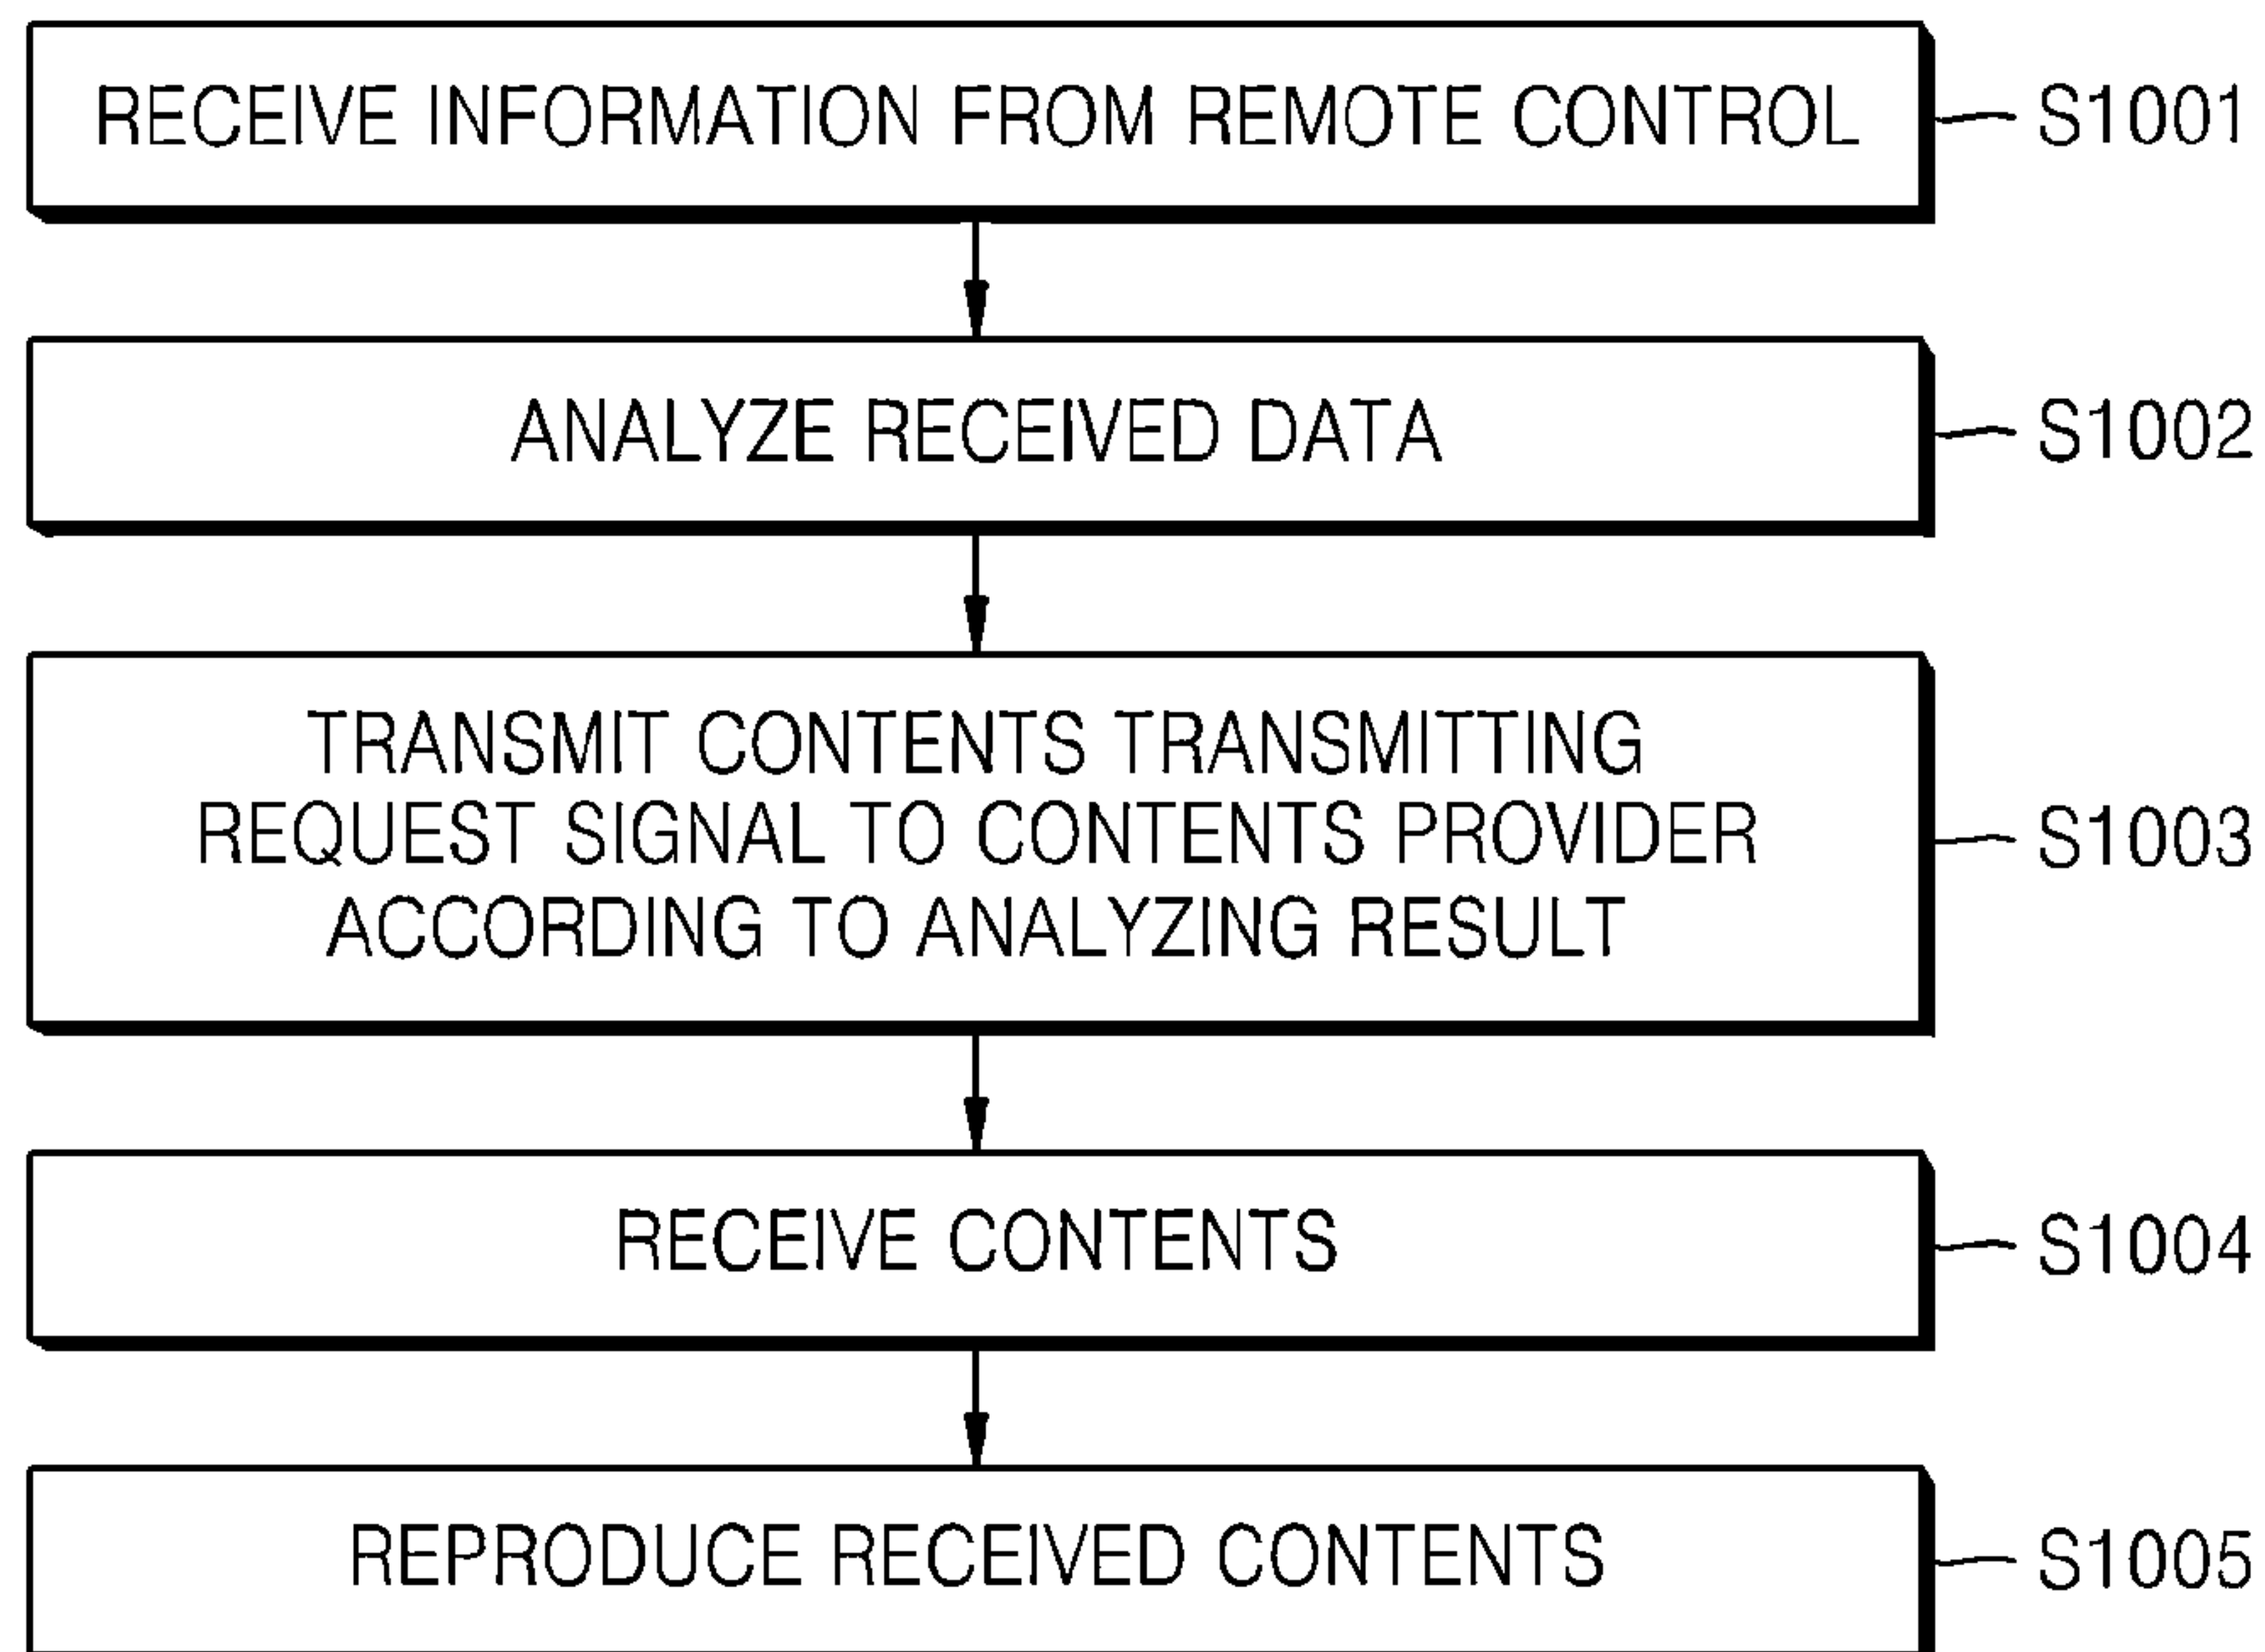 RECEIVE INFORMATION FROM REMOTE CONTROL
S1001
ANALYZE RECEIVED DATA
S1002
TRANSMIT CONTENTS TRANSMITTING
REQUEST SIGNAL TO CONTENTS PROVIDER
ACCORDING TO ANALYZING RESULT
S1003
RECEIVE CONTENTS
S1004
REPRODUCE RECEIVED CONTENTS
S1005